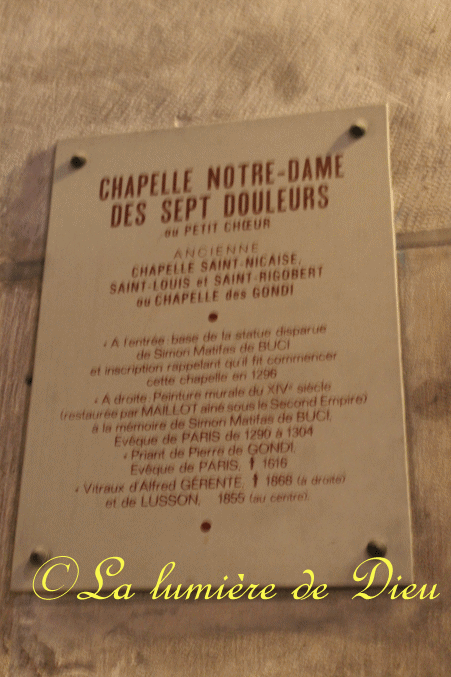 CHAPELLE NOTRE-DAME
DES SEPT DOULEURS
ou PETIT CHŒUR
ANCIENNE
CHAPELLE SAINT-NICAISE,
SAINT-LOUIS et SAINT-RIGOBERT
ou CHAPELLE des GONDI
• A l'entrée: base de la statue disparue
de Simon Matifas de BUCI
et inscription rappelant qu'il fit commencer
cette chapelle en 1296
• A droite: Peinture murale du XIVe siècle
(restaurée par MAILLOT aîné sous le Second Empire)
à la mémoire de Simon Matifas de BUCI,
Evêque de PARIS de 1290 à 1304
• Priant de Pierre de GONDI,
Evêque de PARIS, † 1616
• Vitraux d'Alfred GÉRENTE, † 1868 (à droite)
et de LUSSON, 1855 (au centre).
©La lumière de Dieu